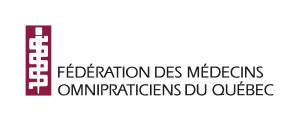 FÉDÉRATION DES MÉDECINS
OMNIPRATICIENS DU QUÉBEC